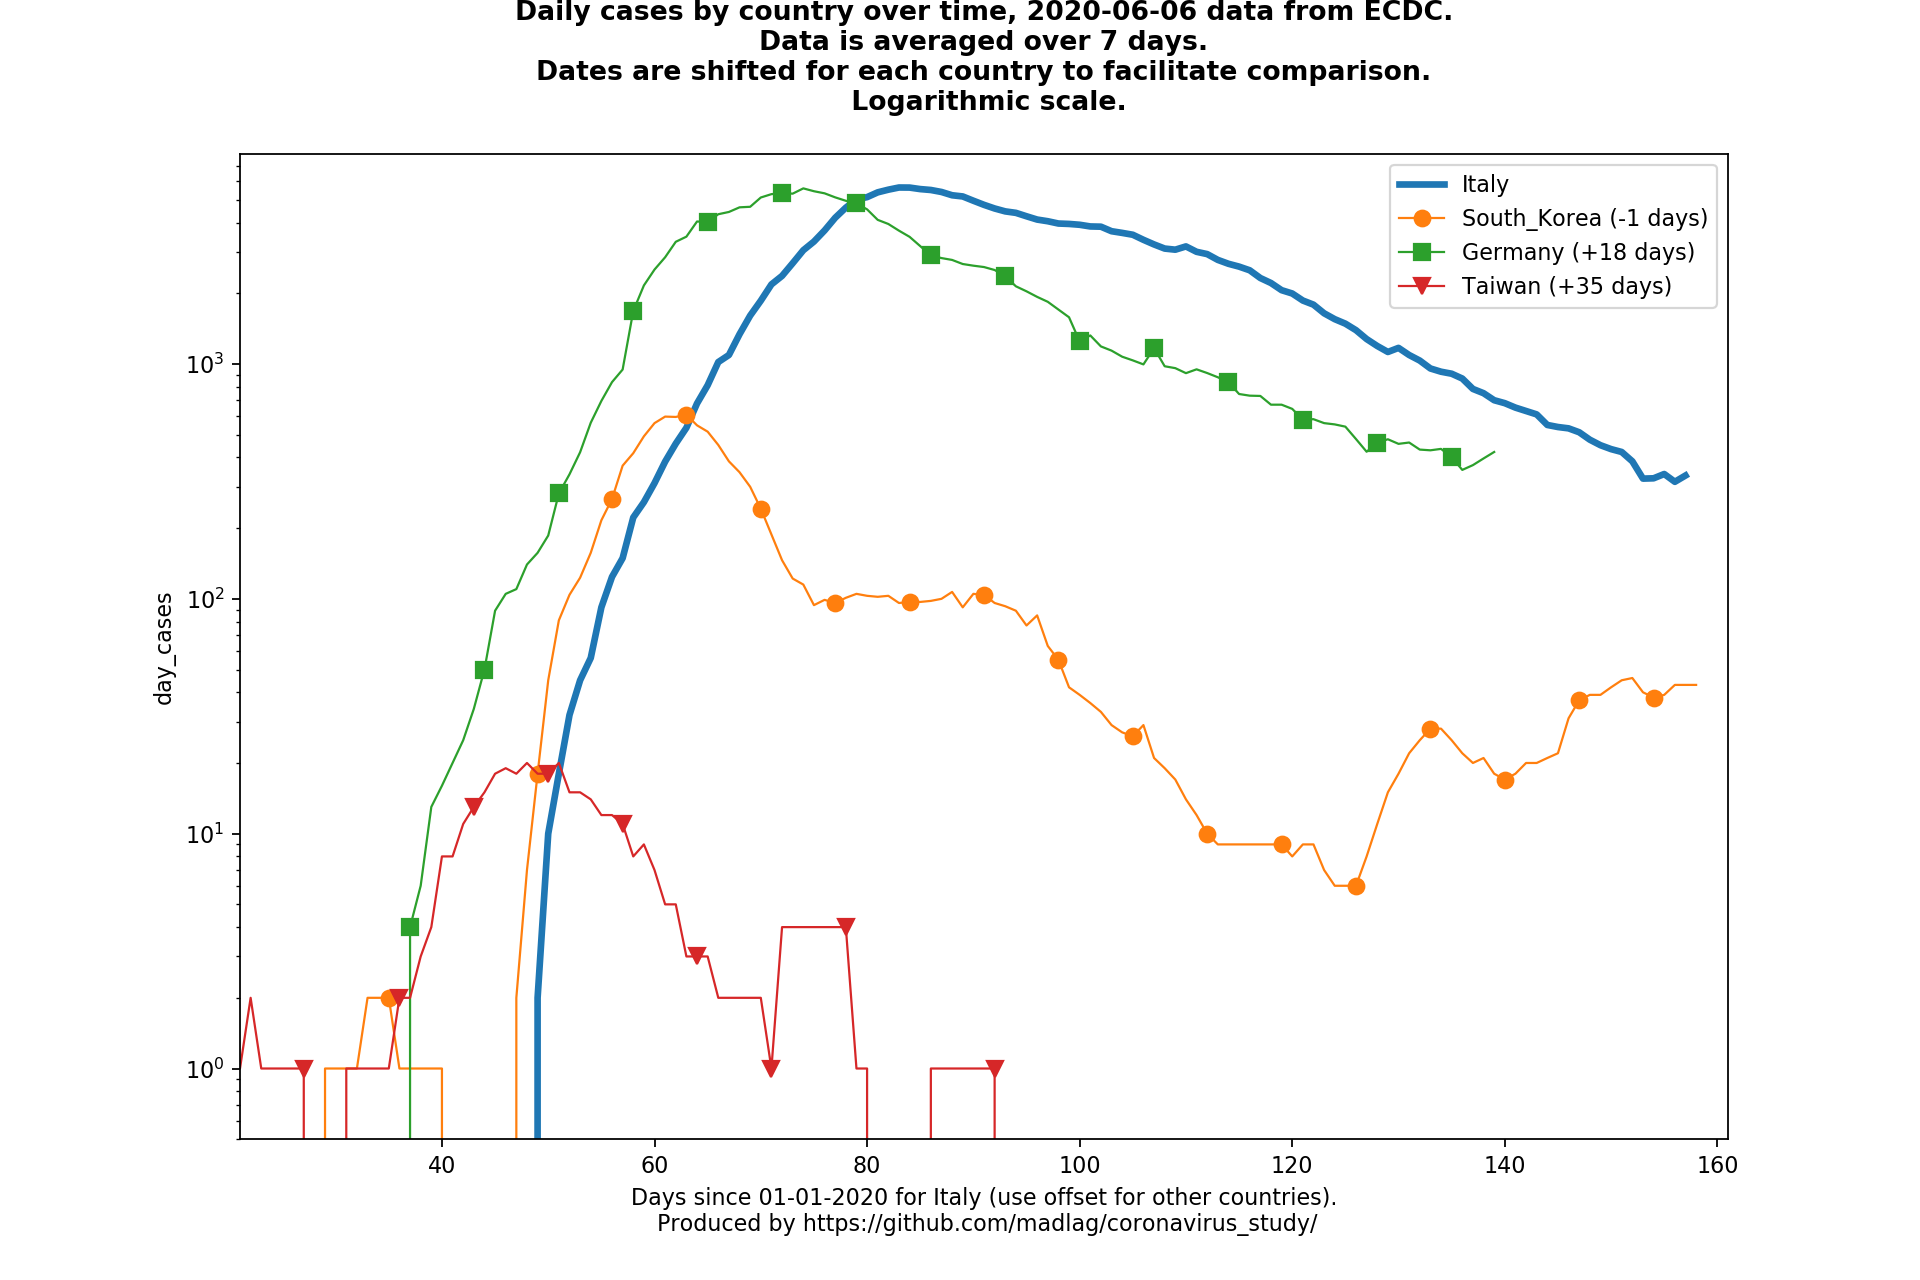 Daily cases by country over time, 2020-06-06 data from ECDC.
Data is averaged over 7 days.
Dates are shifted for each country to facilitate comparison.
Logarithmic scale.
Italy
South_Korea (-1 days)
Germany (+18 days)
Taiwan (+35 days)
day_cases
10³
10²
10¹
10⁰
40 60 80 100 120 140 160
Days since 01-01-2020 for Italy (use offset for other countries).
Produced by https://github.com/madlag/coronavirus_study/